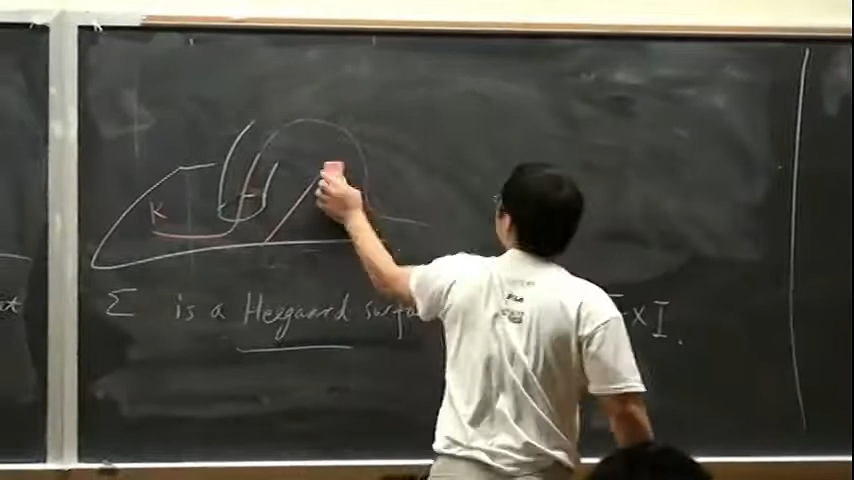 K
Σ is a Heegaard surfa × I.